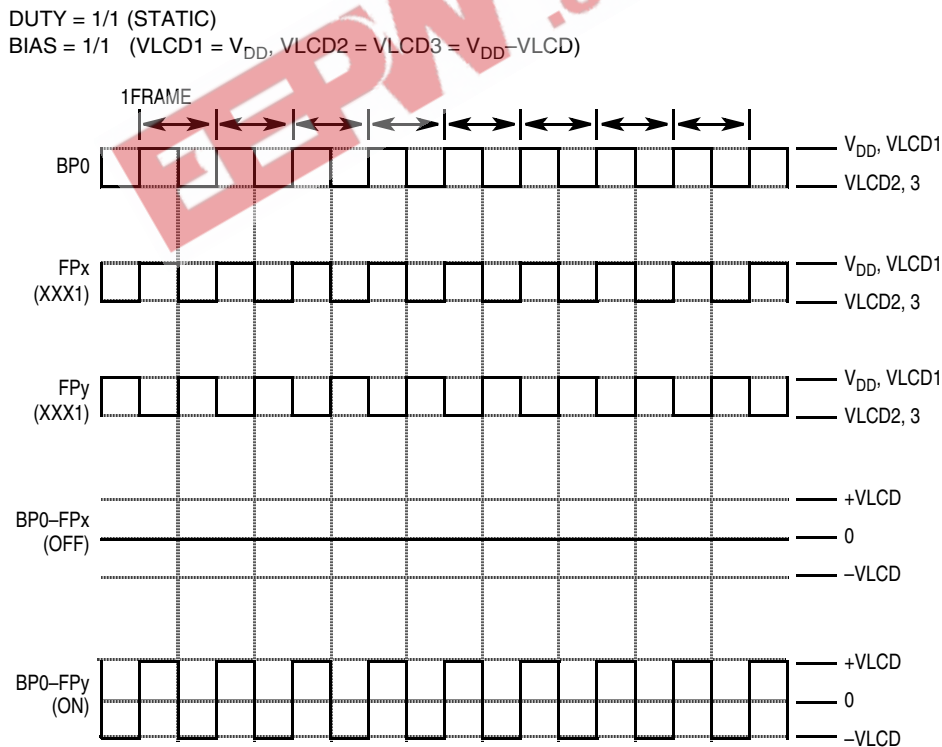 DUTY = 1/1 (STATIC)
BIAS = 1/1 (VLCD1 = VDD, VLCD2 = VLCD3 = VDD–VLCD)
1FRAME
BP0
VDD, VLCD1
VLCD2, 3
FPx
(XXX1)
VDD, VLCD1
VLCD2, 3
FPy
(XXX1)
VDD, VLCD1
VLCD2, 3
BP0–FPx
(OFF)
+VLCD
0
–VLCD
BP0–FPy
(ON)
+VLCD
0
–VLCD
EEPW